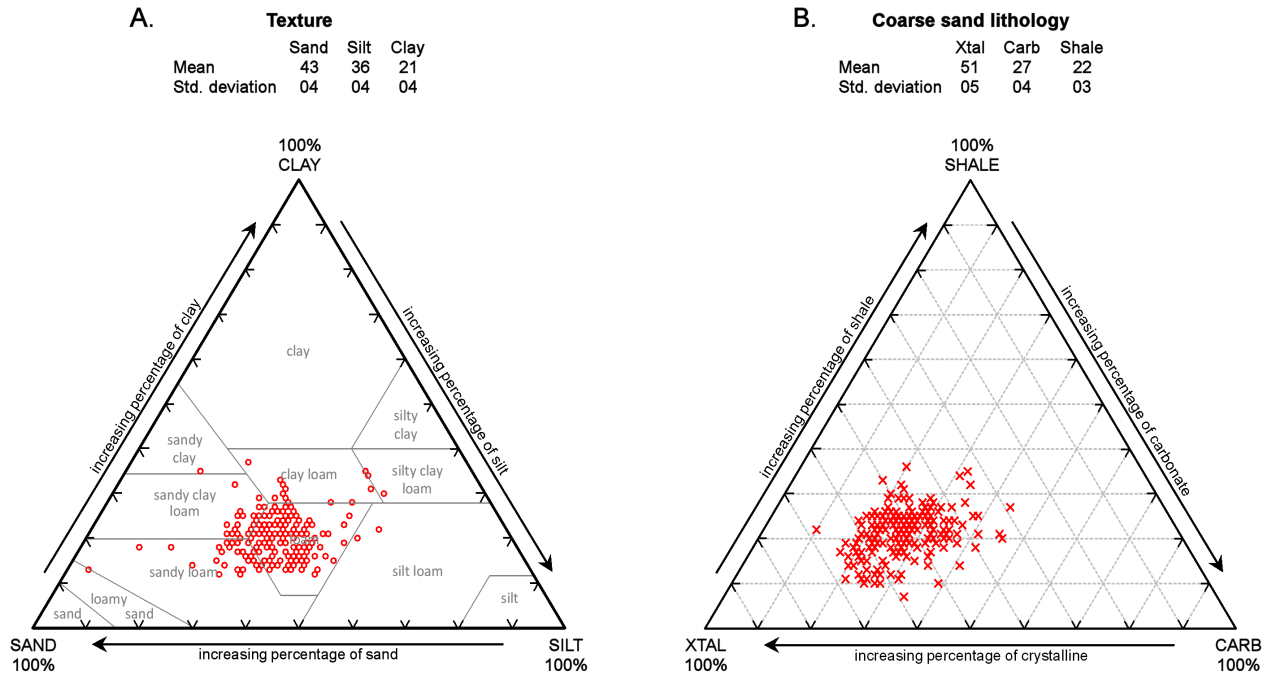 A.
Texture
Sand Silt Clay
Mean 43 36 21
Std. deviation 04 04 04
100%
CLAY
increasing percentage of clay
increasing percentage of silt
clay
silty
clay
sandy
clay
clay loam
silty clay
loam
sandy clay
loam
loam
sandy loam
silt loam
loamy
sand
sand
silt
SAND
100%
increasing percentage of sand
SILT
100%
B.
Coarse sand lithology
Xtal Carb Shale
Mean 51 27 22
Std. deviation 05 04 03
100%
SHALE
increasing percentage of shale
increasing percentage of carbonate
XTAL
100%
increasing percentage of crystalline
CARB
100%